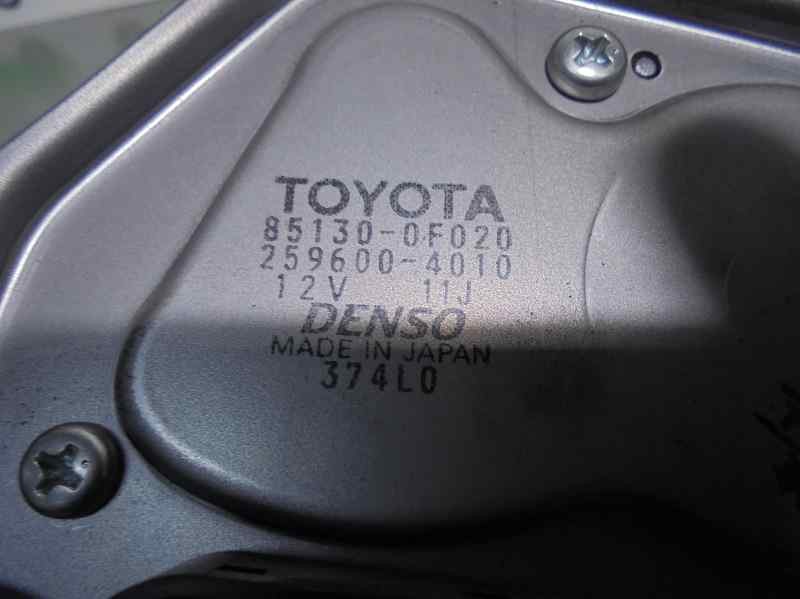 TOYOTA
85130-0F020
259600-4010
12V 11J
DENSO
MADE IN JAPAN
374L0